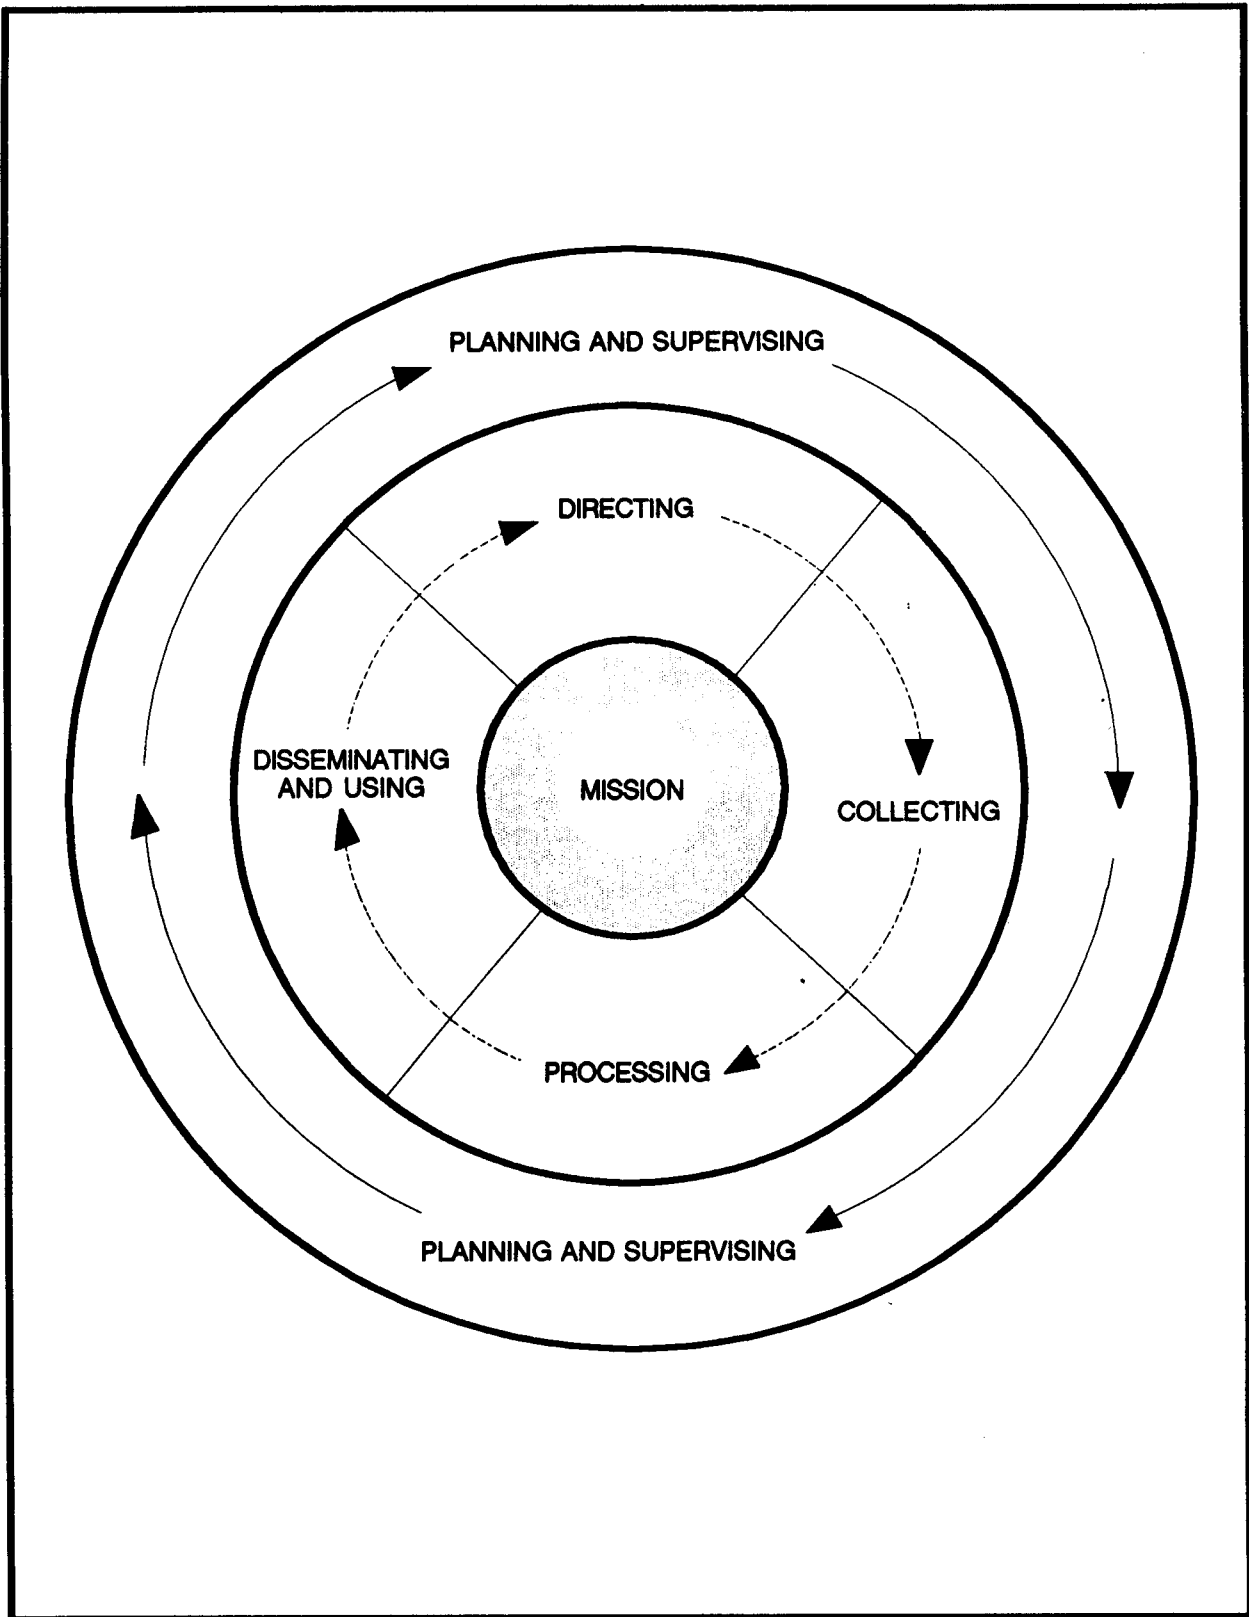 PLANNING AND SUPERVISING
DIRECTING
DISSEMINATING
AND USING
MISSION
COLLECTING
PROCESSING
PLANNING AND SUPERVISING